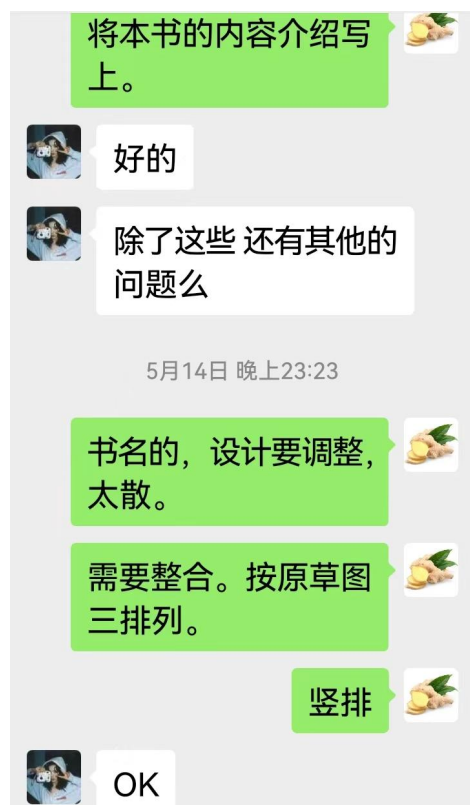 将本书的内容介绍写
上。
好的
除了这些 还有其他的
问题么
5月14日 晚上23:23
书名的，设计要调整，
太散。
需要整合。按原草图
三排列。
竖排
OK